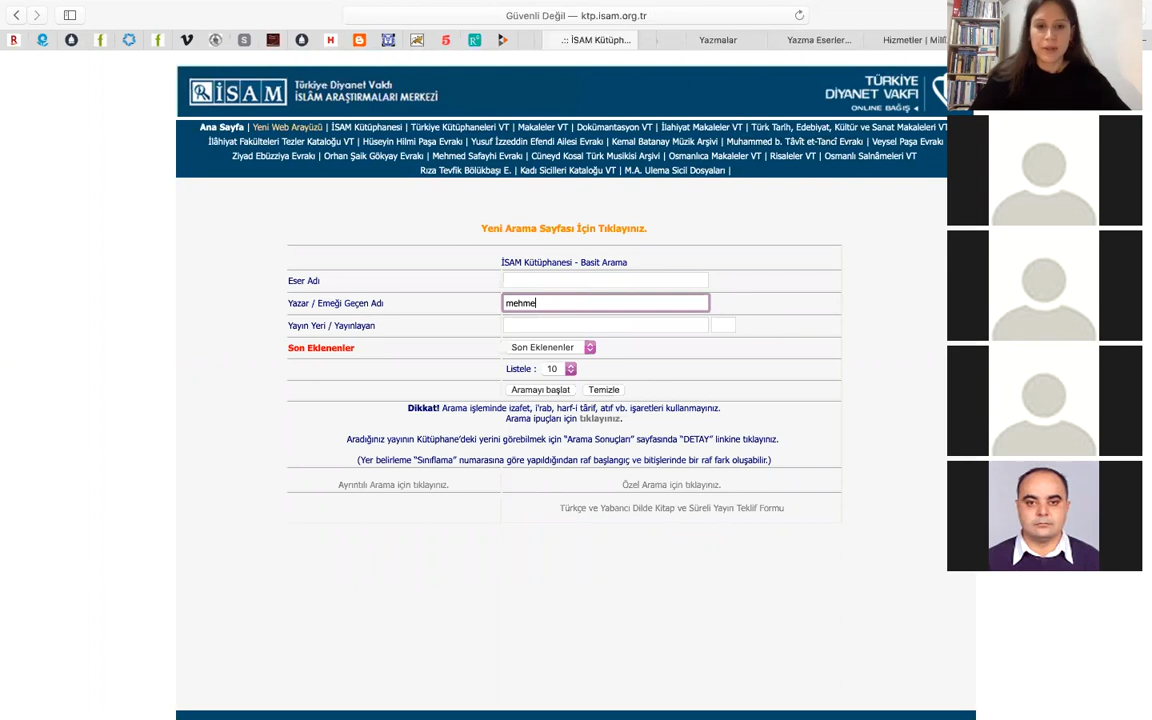 Güvenli Değil — ktp.isam.org.tr
.:: İSAM Kütüph...
Yazmalar
Yazma Eserler...
Hizmetler | Millî
İSAM
Türkiye Diyanet Vakfı
İSLÂM ARAŞTIRMALARI MERKEZİ
TÜRKİYE
DİYANET VAKFI
ONLINE BAĞIŞ
Ana Sayfa | Yeni Web Arayüzü | İSAM Kütüphanesi | Türkiye Kütüphaneleri VT | Makaleler VT | Dokümantasyon VT | İlahiyat Makaleler VT | Türk Tarih, Edebiyat, Kültür ve Sanat Makaleleri VT
İlâhiyat Fakülteleri Tezler Kataloğu VT | Hüseyin Hilmi Paşa Evrakı | Yusuf İzzeddin Efendi Ailesi Evrakı | Kemal Batanay Müzik Arşivi | Muhammed b. Tâvît et-Tancî Evrakı | Veysel Paşa Evrakı
Ziyad Ebüzziya Evrakı | Orhan Şaik Gökyay Evrakı | Mehmed Safayhi Evrakı | Cüneyd Kosal Türk Musikisi Arşivi | Osmanlıca Makaleler VT | Risaleler VT | Osmanlı Salnâmeleri VT
Rıza Tevfik Bölükbaşı E. | Kadı Sicilleri Kataloğu VT | M.A. Ulema Sicil Dosyaları |
Yeni Arama Sayfası İçin Tıklayınız.
İSAM Kütüphanesi - Basit Arama
Eser Adı
Yazar / Emeği Geçen Adı
mehme
Yayın Yeri / Yayınlayan
Son Eklenenler
Son Eklenenler
Listele : 10
Aramayı başlat Temizle
Dikkat! Arama işleminde izafet, i'rab, harf-i târif, atıf vb. işaretleri kullanmayınız.
Arama ipuçları için tıklayınız.
Aradığınız yayının Kütüphane'deki yerini görebilmek için "Arama Sonuçları" sayfasında "DETAY" linkine tıklayınız.
(Yer belirleme "Sınıflama" numarasına göre yapıldığından raf başlangıç ve bitişlerinde bir raf fark oluşabilir.)
Ayrıntılı Arama için tıklayınız.
Özel Arama için tıklayınız.
Türkçe ve Yabancı Dilde Kitap ve Süreli Yayın Teklif Formu